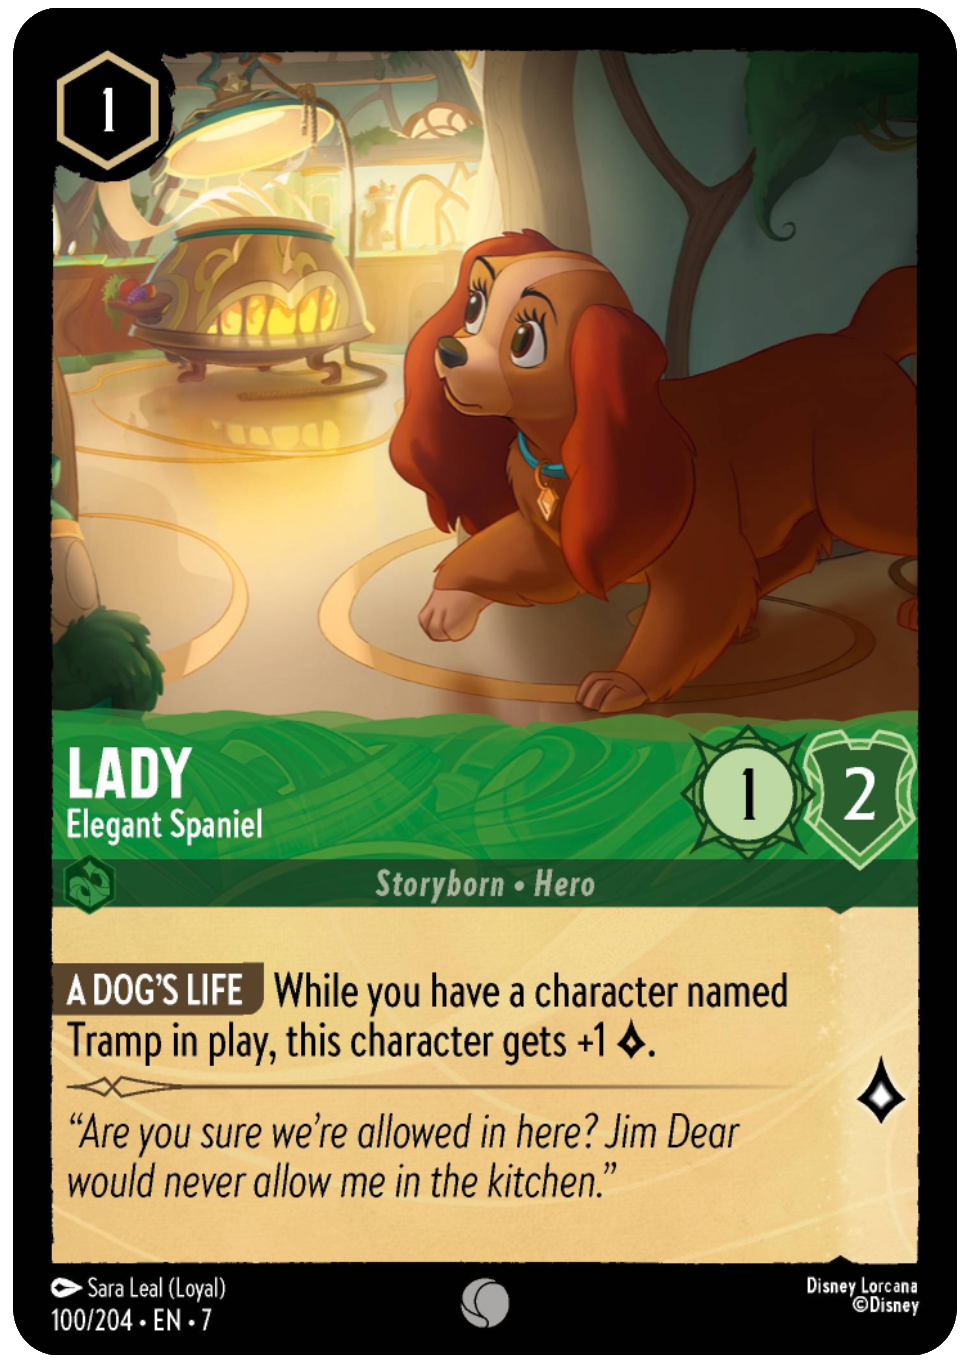 1
LADY
Elegant Spaniel
1
2
Storyborn • Hero
A DOG'S LIFE While you have a character named
Tramp in play, this character gets +1 .
“Are you sure we’re allowed in here? Jim Dear
would never allow me in the kitchen.”
Sara Leal (Loyal)
100/204 • EN • 7
Disney Lorcana
©Disney